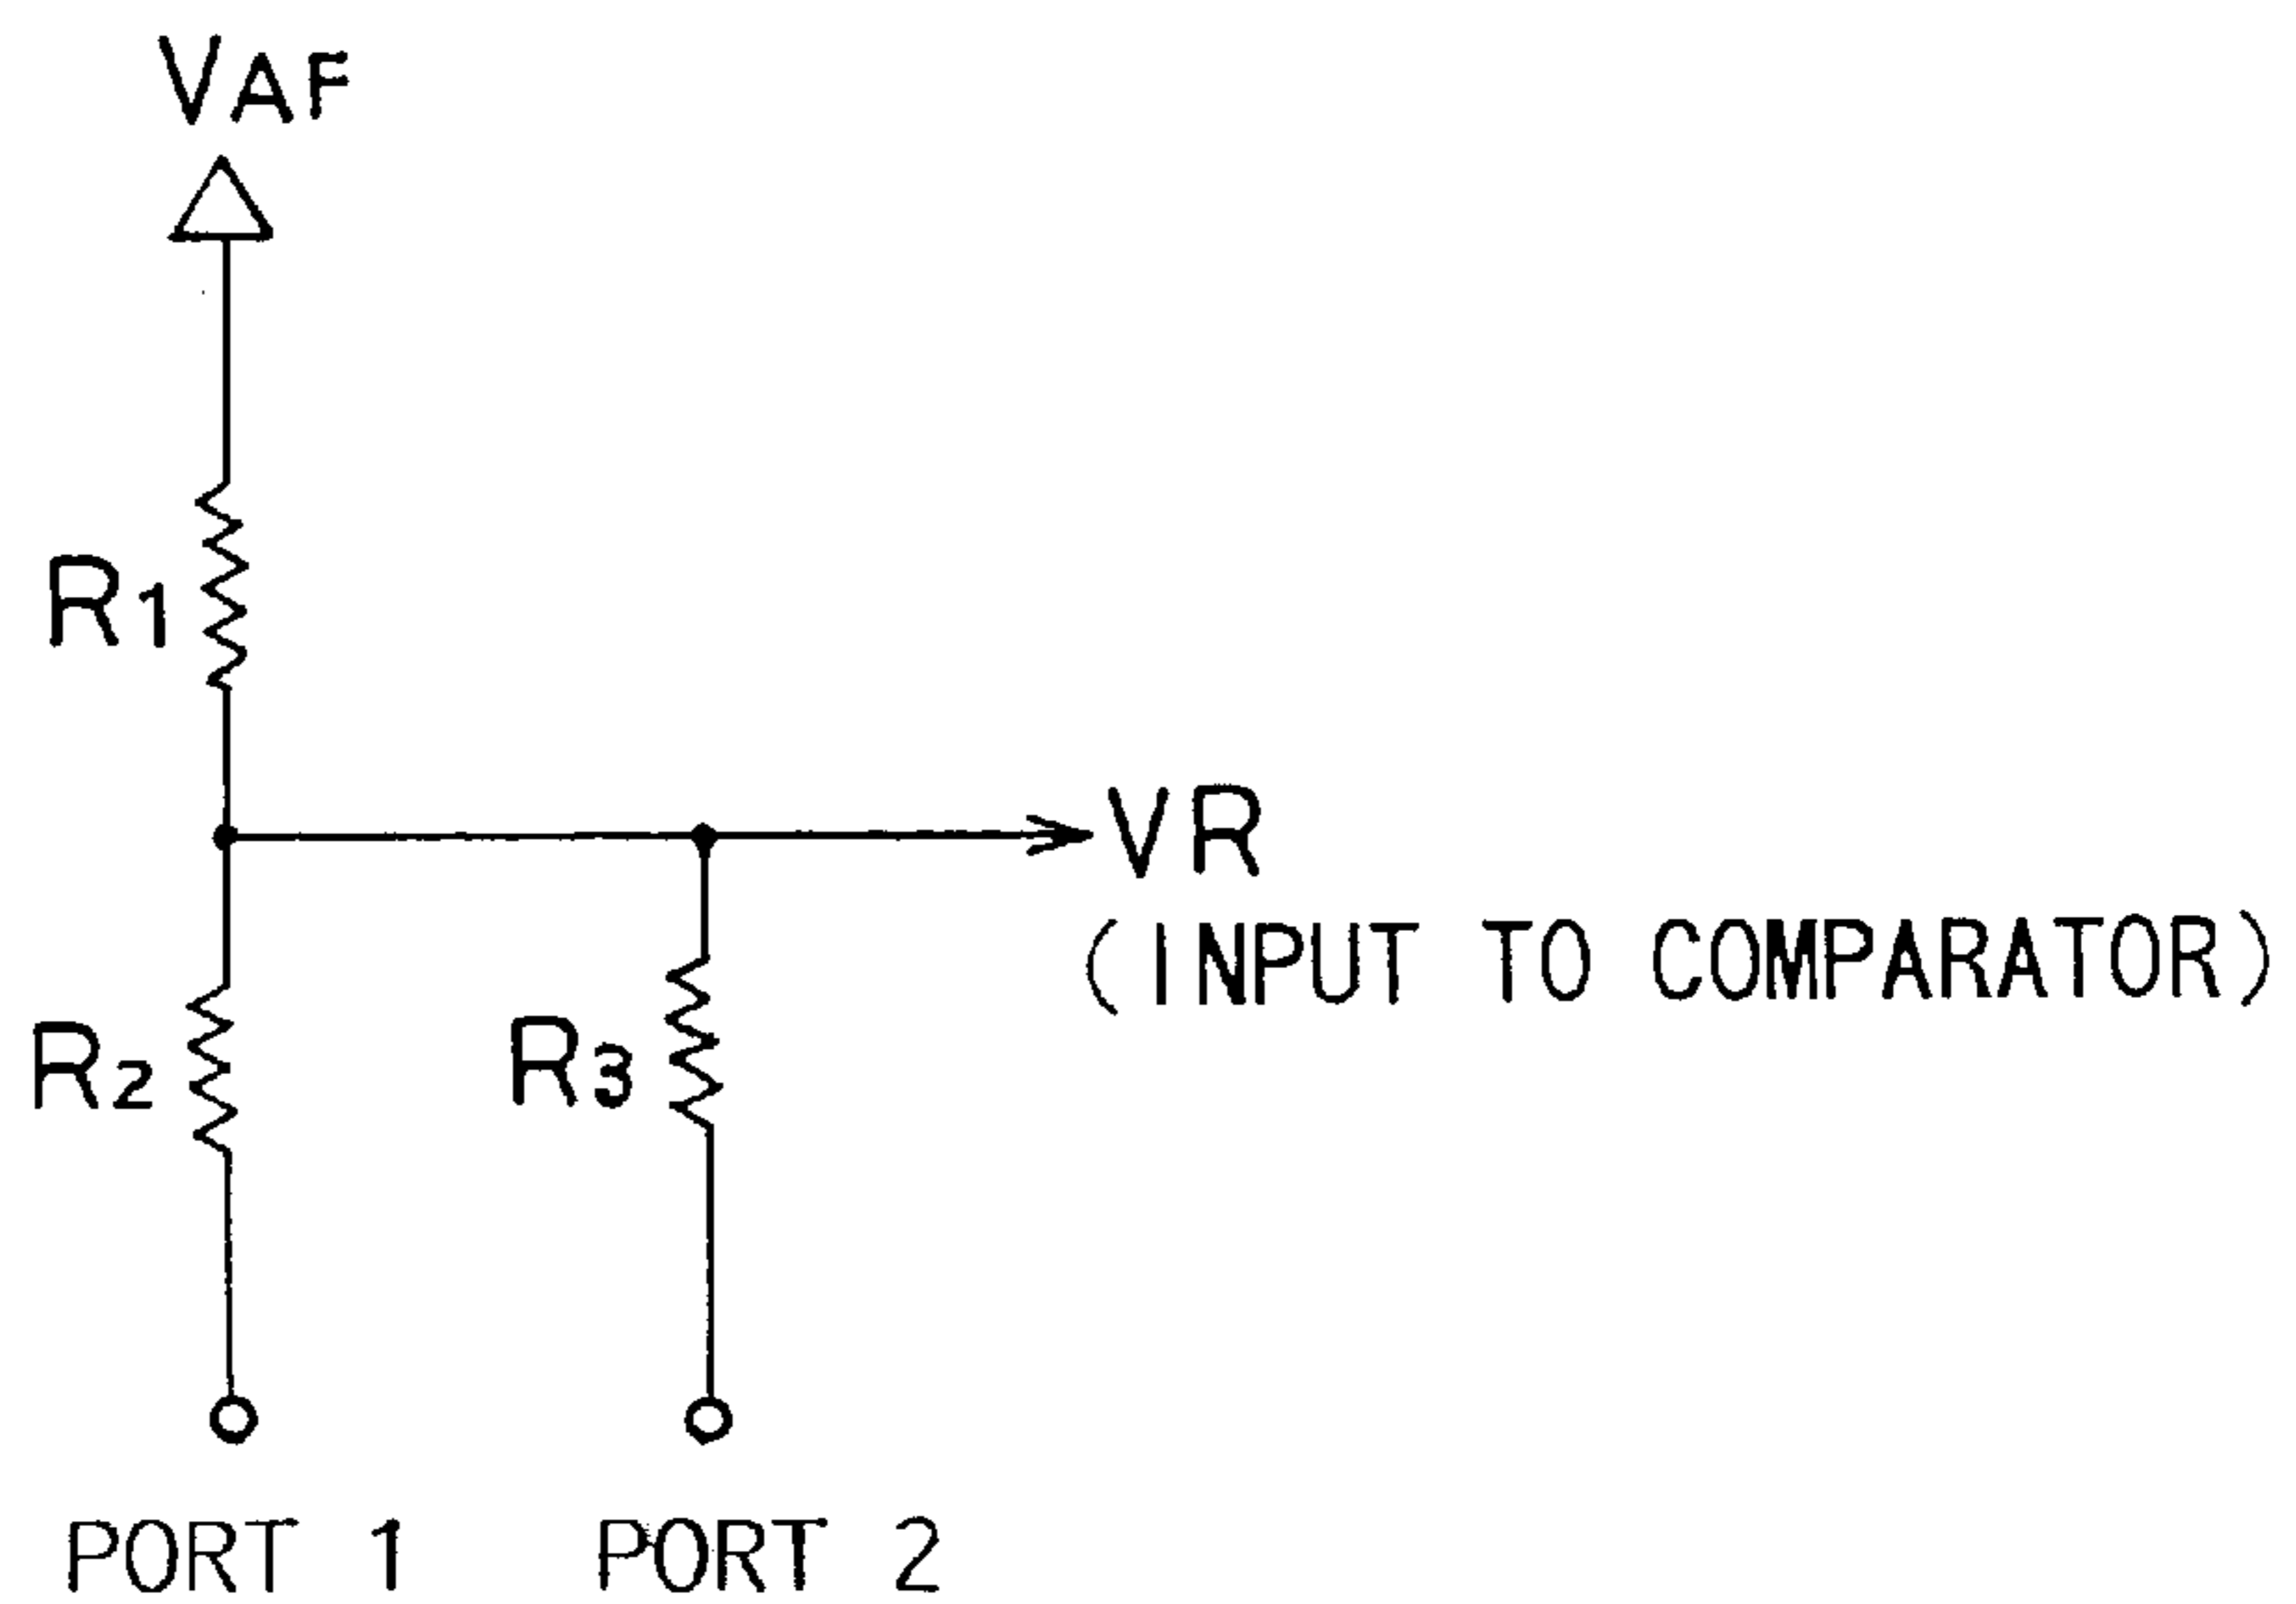 VAF
R1
VR
(INPUT TO COMPARATOR)
R2
R3
PORT 1
PORT 2